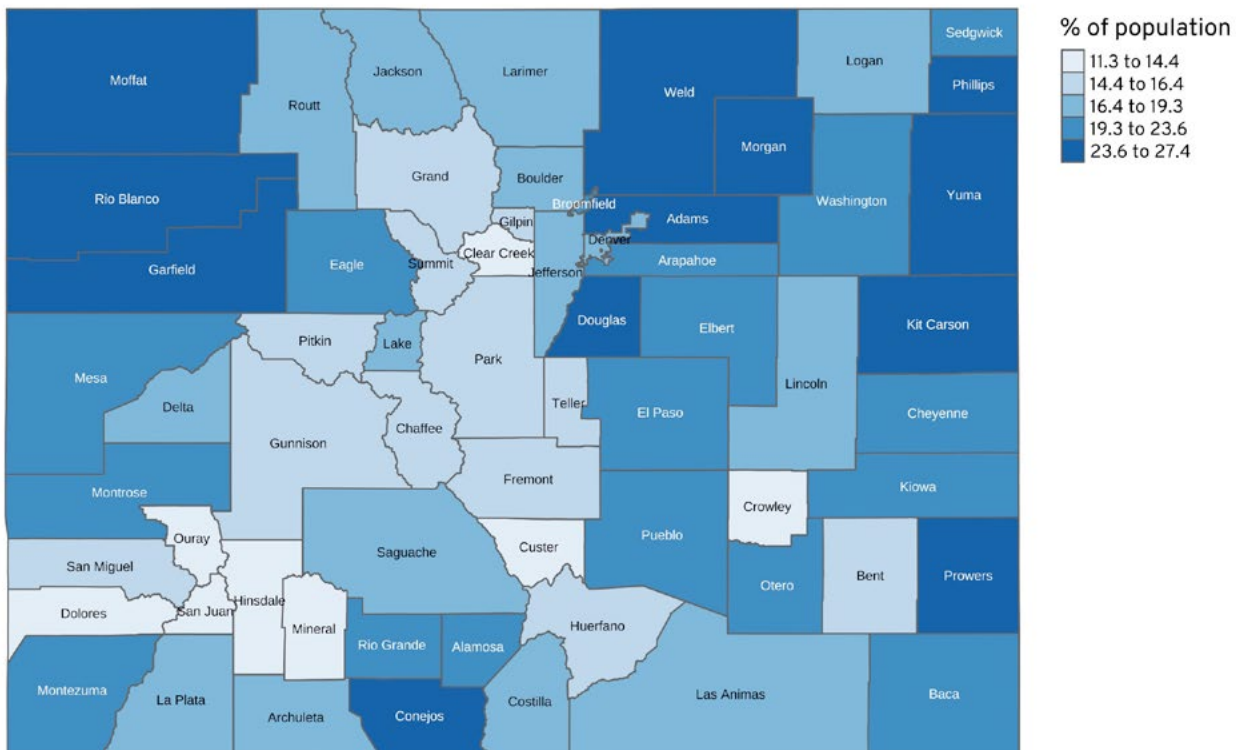 % of population
11.3 to 14.4
14.4 to 16.4
16.4 to 19.3
19.3 to 23.6
23.6 to 27.4
Moffat
Routt
Jackson
Larimer
Weld
Logan
Sedgwick
Phillips
Morgan
Rio Blanco
Grand
Boulder
Washington
Yuma
Broomfield
Gilpin
Adams
Garfield
Eagle
Summit
Clear Creek
Jefferson
Denver
Arapahoe
Douglas
Elbert
Kit Carson
Mesa
Pitkin
Lake
Park
Lincoln
Delta
Teller
El Paso
Cheyenne
Gunnison
Chaffee
Montrose
Fremont
Kiowa
Crowley
Ouray
Pueblo
San Miguel
Saguache
Custer
Otero
Bent
Prowers
Dolores
San Juan
Hinsdale
Mineral
Huerfano
Rio Grande
Alamosa
Montezuma
La Plata
Archuleta
Conejos
Costilla
Las Animas
Baca